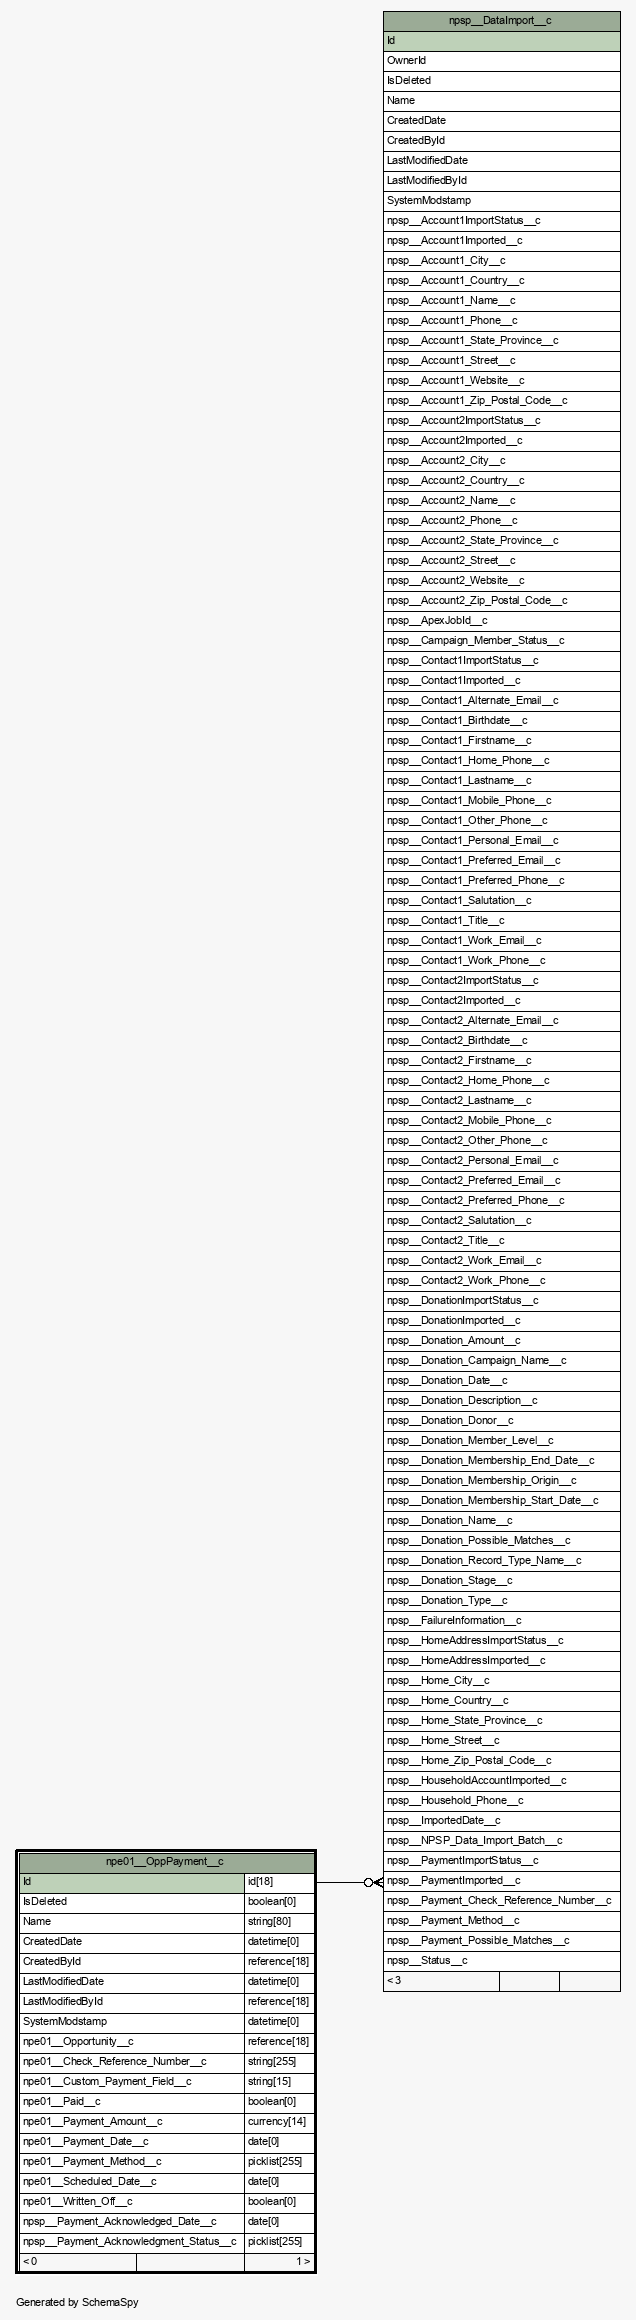 npsp__DataImport__c
Id
OwnerId
IsDeleted
Name
CreatedDate
CreatedById
LastModifiedDate
LastModifiedById
SystemModstamp
npsp__Account1ImportStatus__c
npsp__Account1Imported__c
npsp__Account1_City__c
npsp__Account1_Country__c
npsp__Account1_Name__c
npsp__Account1_Phone__c
npsp__Account1_State_Province__c
npsp__Account1_Street__c
npsp__Account1_Website__c
npsp__Account1_Zip_Postal_Code__c
npsp__Account2ImportStatus__c
npsp__Account2Imported__c
npsp__Account2_City__c
npsp__Account2_Country__c
npsp__Account2_Name__c
npsp__Account2_Phone__c
npsp__Account2_State_Province__c
npsp__Account2_Street__c
npsp__Account2_Website__c
npsp__Account2_Zip_Postal_Code__c
npsp__ApexJobId__c
npsp__Campaign_Member_Status__c
npsp__Contact1ImportStatus__c
npsp__Contact1Imported__c
npsp__Contact1_Alternate_Email__c
npsp__Contact1_Birthdate__c
npsp__Contact1_Firstname__c
npsp__Contact1_Home_Phone__c
npsp__Contact1_Lastname__c
npsp__Contact1_Mobile_Phone__c
npsp__Contact1_Other_Phone__c
npsp__Contact1_Personal_Email__c
npsp__Contact1_Preferred_Email__c
npsp__Contact1_Preferred_Phone__c
npsp__Contact1_Salutation__c
npsp__Contact1_Title__c
npsp__Contact1_Work_Email__c
npsp__Contact1_Work_Phone__c
npsp__Contact2ImportStatus__c
npsp__Contact2Imported__c
npsp__Contact2_Alternate_Email__c
npsp__Contact2_Birthdate__c
npsp__Contact2_Firstname__c
npsp__Contact2_Home_Phone__c
npsp__Contact2_Lastname__c
npsp__Contact2_Mobile_Phone__c
npsp__Contact2_Other_Phone__c
npsp__Contact2_Personal_Email__c
npsp__Contact2_Preferred_Email__c
npsp__Contact2_Preferred_Phone__c
npsp__Contact2_Salutation__c
npsp__Contact2_Title__c
npsp__Contact2_Work_Email__c
npsp__Contact2_Work_Phone__c
npsp__DonationImportStatus__c
npsp__DonationImported__c
npsp__Donation_Amount__c
npsp__Donation_Campaign_Name__c
npsp__Donation_Date__c
npsp__Donation_Description__c
npsp__Donation_Donor__c
npsp__Donation_Member_Level__c
npsp__Donation_Membership_End_Date__c
npsp__Donation_Membership_Origin__c
npsp__Donation_Membership_Start_Date__c
npsp__Donation_Name__c
npsp__Donation_Possible_Matches__c
npsp__Donation_Record_Type_Name__c
npsp__Donation_Stage__c
npsp__Donation_Type__c
npsp__FailureInformation__c
npsp__HomeAddressImportStatus__c
npsp__HomeAddressImported__c
npsp__Home_City__c
npsp__Home_Country__c
npsp__Home_State_Province__c
npsp__Home_Street__c
npsp__Home_Zip_Postal_Code__c
npsp__HouseholdAccountImported__c
npsp__Household_Phone__c
npsp__ImportedDate__c
npsp__NPSP_Data_Import_Batch__c
npsp__PaymentImportStatus__c
npsp__PaymentImported__c
npsp__Payment_Check_Reference_Number__c
npsp__Payment_Method__c
npsp__Payment_Possible_Matches__c
npsp__Status__c
< 3
npe01__OppPayment__c
Id id[18]
IsDeleted boolean[0]
Name string[80]
CreatedDate datetime[0]
CreatedById reference[18]
LastModifiedDate datetime[0]
LastModifiedById reference[18]
SystemModstamp datetime[0]
npe01__Opportunity__c reference[18]
npe01__Check_Reference_Number__c string[255]
npe01__Custom_Payment_Field__c string[15]
npe01__Paid__c boolean[0]
npe01__Payment_Amount__c currency[14]
npe01__Payment_Date__c date[0]
npe01__Payment_Method__c picklist[255]
npe01__Scheduled_Date__c date[0]
npe01__Written_Off__c boolean[0]
npsp__Payment_Acknowledged_Date__c date[0]
npsp__Payment_Acknowledgment_Status__c picklist[255]
< 0 1 >
Generated by SchemaSpy